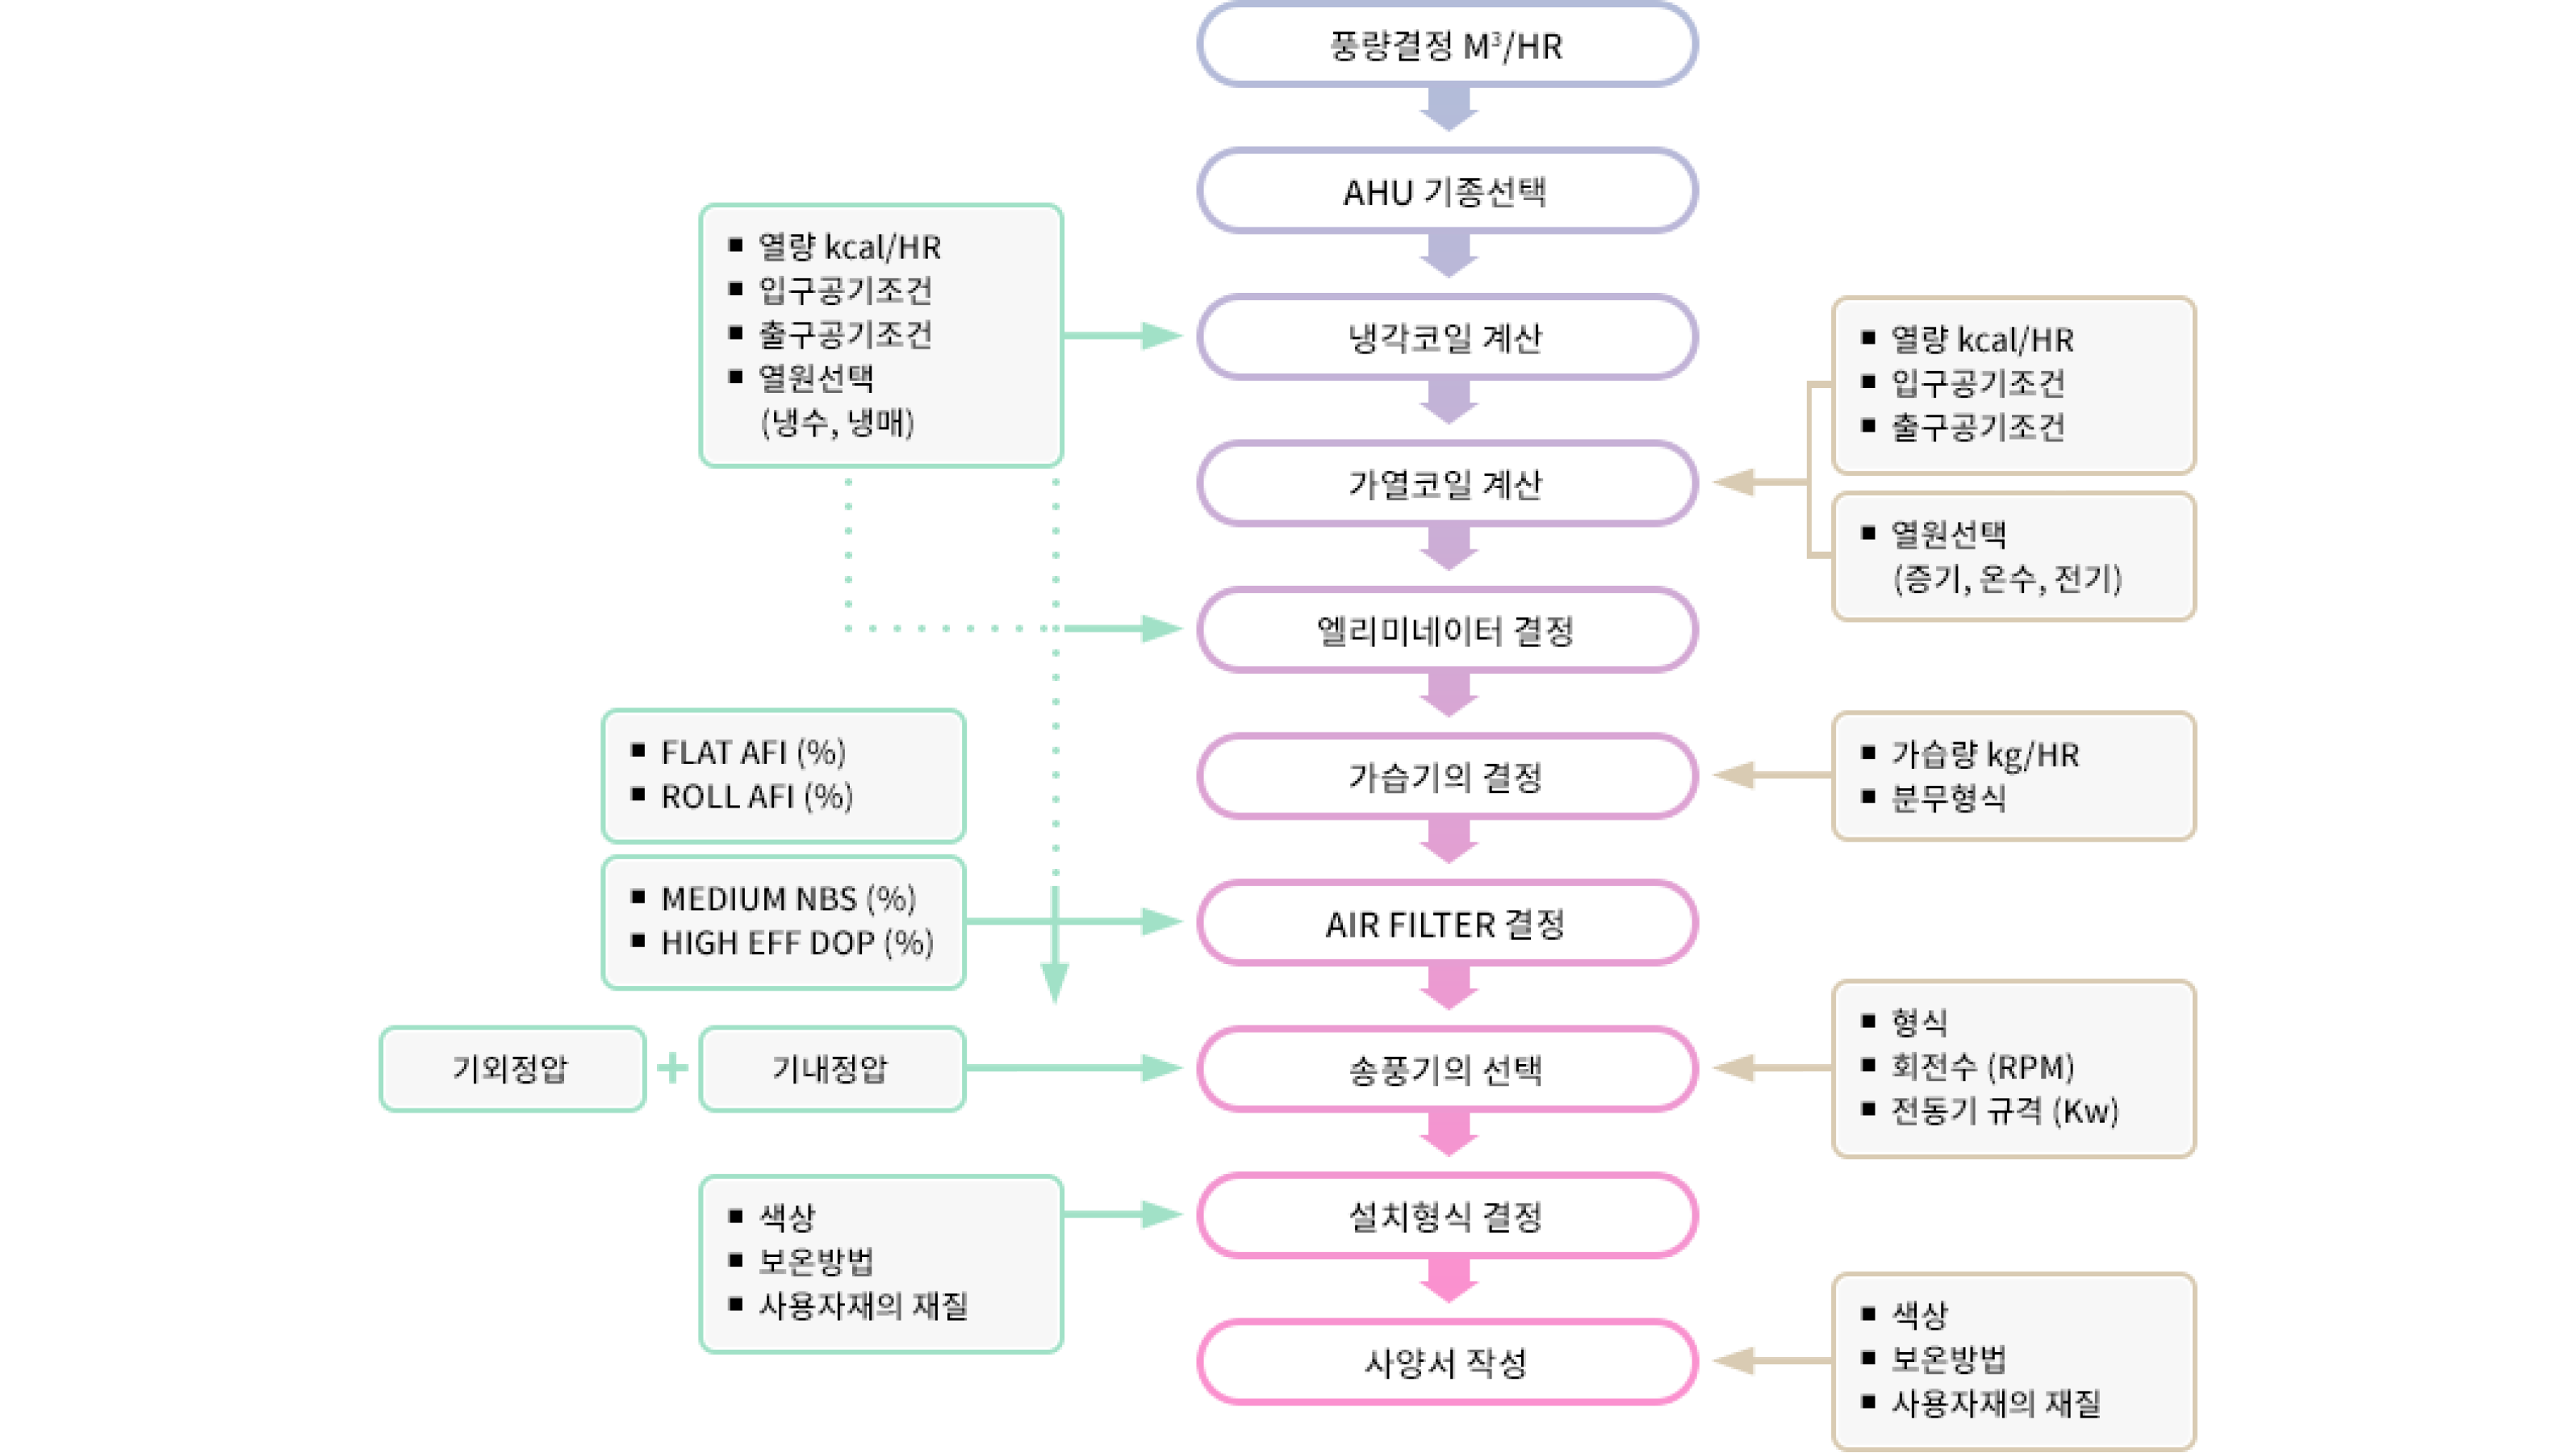 풍량결정 M³/HR
AHU 기종선택
■ 열량 kcal/HR
■ 입구공기조건
■ 출구공기조건
■ 열원선택
(냉수, 냉매)
냉각코일 계산
■ 열량 kcal/HR
■ 입구공기조건
■ 출구공기조건
가열코일 계산
■ 열원선택
(증기, 온수, 전기)
엘리미네이터 결정
■ FLAT AFI (%)
■ ROLL AFI (%)
가습기의 결정
■ 가습량 kg/HR
■ 분무형식
■ MEDIUM NBS (%)
■ HIGH EFF DOP (%)
AIR FILTER 결정
기외정압
+
기내정압
송풍기의 선택
■ 형식
■ 회전수 (RPM)
■ 전동기 규격 (Kw)
■ 색상
■ 보온방법
■ 사용자재의 재질
설치형식 결정
사양서 작성
■ 색상
■ 보온방법
■ 사용자재의 재질